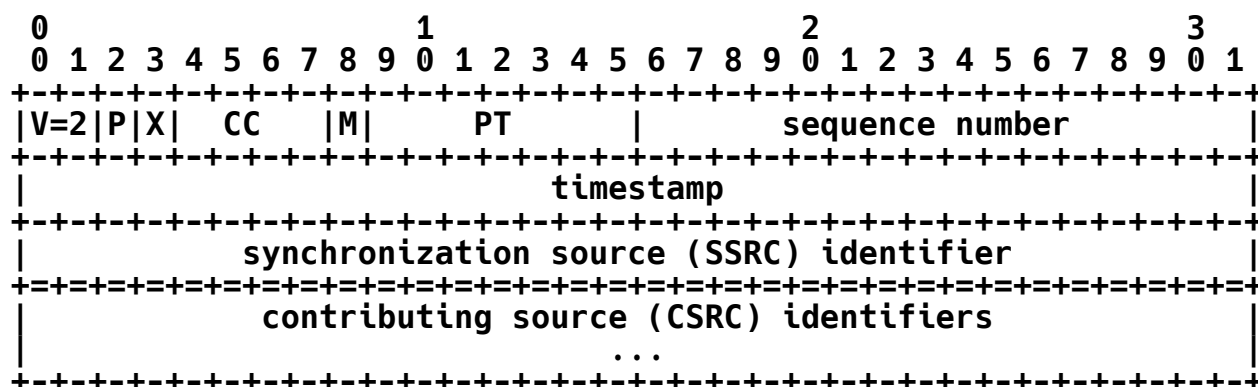 0                   1                   2                   3
 0 1 2 3 4 5 6 7 8 9 0 1 2 3 4 5 6 7 8 9 0 1 2 3 4 5 6 7 8 9 0 1
+-+-+-+-+-+-+-+-+-+-+-+-+-+-+-+-+-+-+-+-+-+-+-+-+-+-+-+-+-+-+-+-+
|V=2|P|X|  CC   |M|     PT      |       sequence number         |
+-+-+-+-+-+-+-+-+-+-+-+-+-+-+-+-+-+-+-+-+-+-+-+-+-+-+-+-+-+-+-+-+
|                           timestamp                           |
+-+-+-+-+-+-+-+-+-+-+-+-+-+-+-+-+-+-+-+-+-+-+-+-+-+-+-+-+-+-+-+-+
|           synchronization source (SSRC) identifier            |
+=+=+=+=+=+=+=+=+=+=+=+=+=+=+=+=+=+=+=+=+=+=+=+=+=+=+=+=+=+=+=+=+
|            contributing source (CSRC) identifiers             |
|                              ...                              |
+-+-+-+-+-+-+-+-+-+-+-+-+-+-+-+-+-+-+-+-+-+-+-+-+-+-+-+-+-+-+-+-+